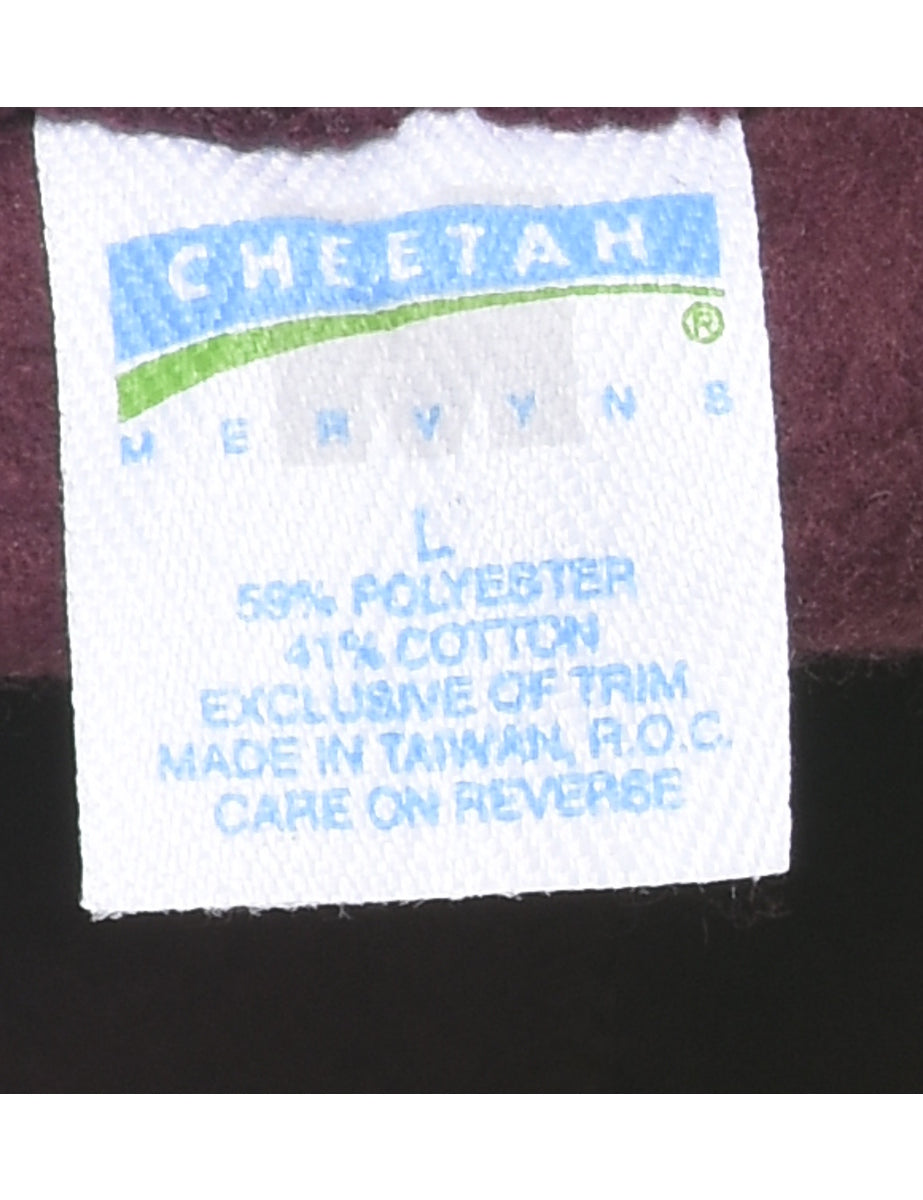 CHEETAH
®
MERVYNS
L
59% POLYESTER
41% COTTON
EXCLUSIVE OF TRIM
MADE IN TAIWAN, R.O.C.
CARE ON REVERSE